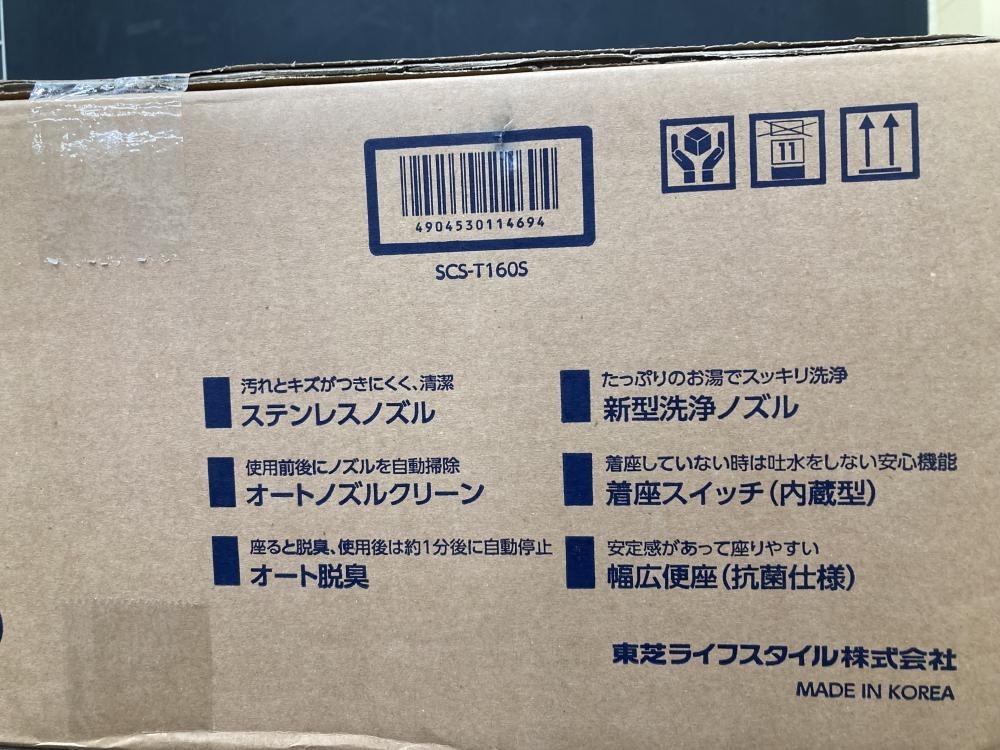 4904530114694
SCS-T160S
11
汚れとキズがつきにくく、清潔
ステンレスノズル
使用前後にノズルを自動掃除
オートノズルクリーン
座ると脱臭、使用後は約1分後に自動停止
オート脱臭
たっぷりのお湯でスッキリ洗浄
新型洗浄ノズル
着座していない時は吐水をしない安心機能
着座スイッチ(内蔵型)
安定感があって座りやすい
幅広便座(抗菌仕様)
東芝ライフスタイル株式会社
MADE IN KOREA